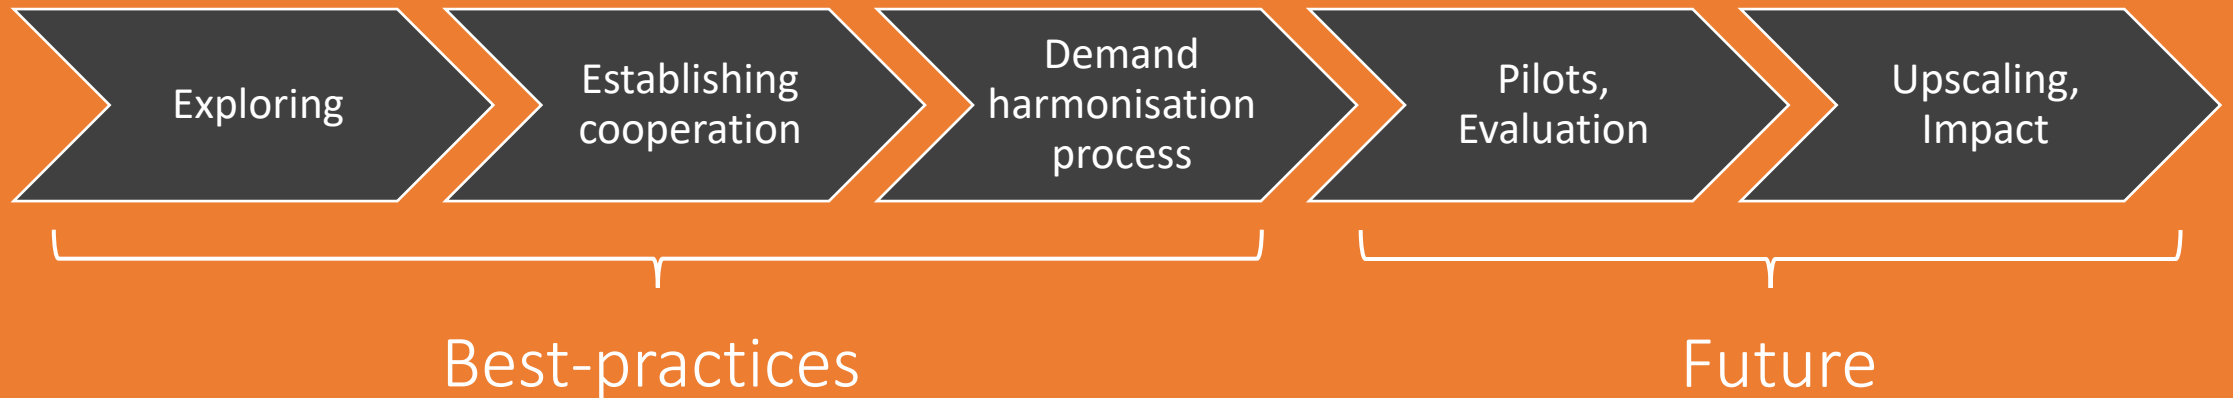 Exploring
Establishing
cooperation
Demand
harmonisation
process
Pilots,
Evaluation
Upscaling,
Impact
Best-practices
Future